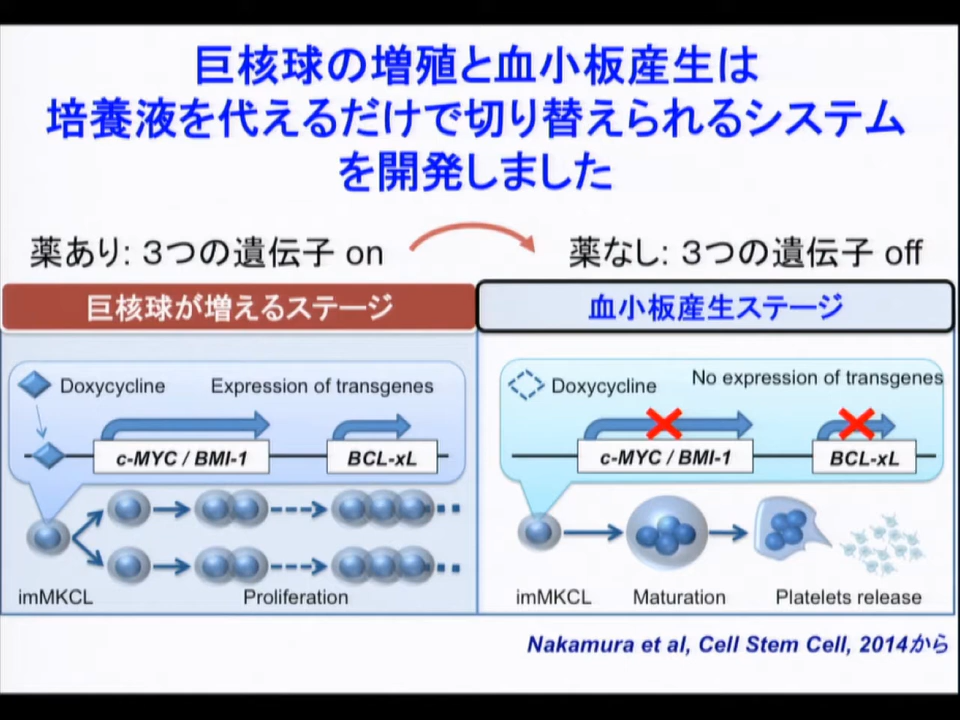 巨核球の増殖と血小板産生は
培養液を代えるだけで切り替えられるシステム
を開発しました
薬あり: ３つの遺伝子 on
薬なし: ３つの遺伝子 off
巨核球が増えるステージ
血小板産生ステージ
Doxycycline
Expression of transgenes
c-MYC / BMI-1
BCL-xL
imMKCL
Proliferation
Doxycycline
No expression of transgenes
c-MYC / BMI-1
BCL-xL
imMKCL
Maturation
Platelets release
Nakamura et al, Cell Stem Cell, 2014から